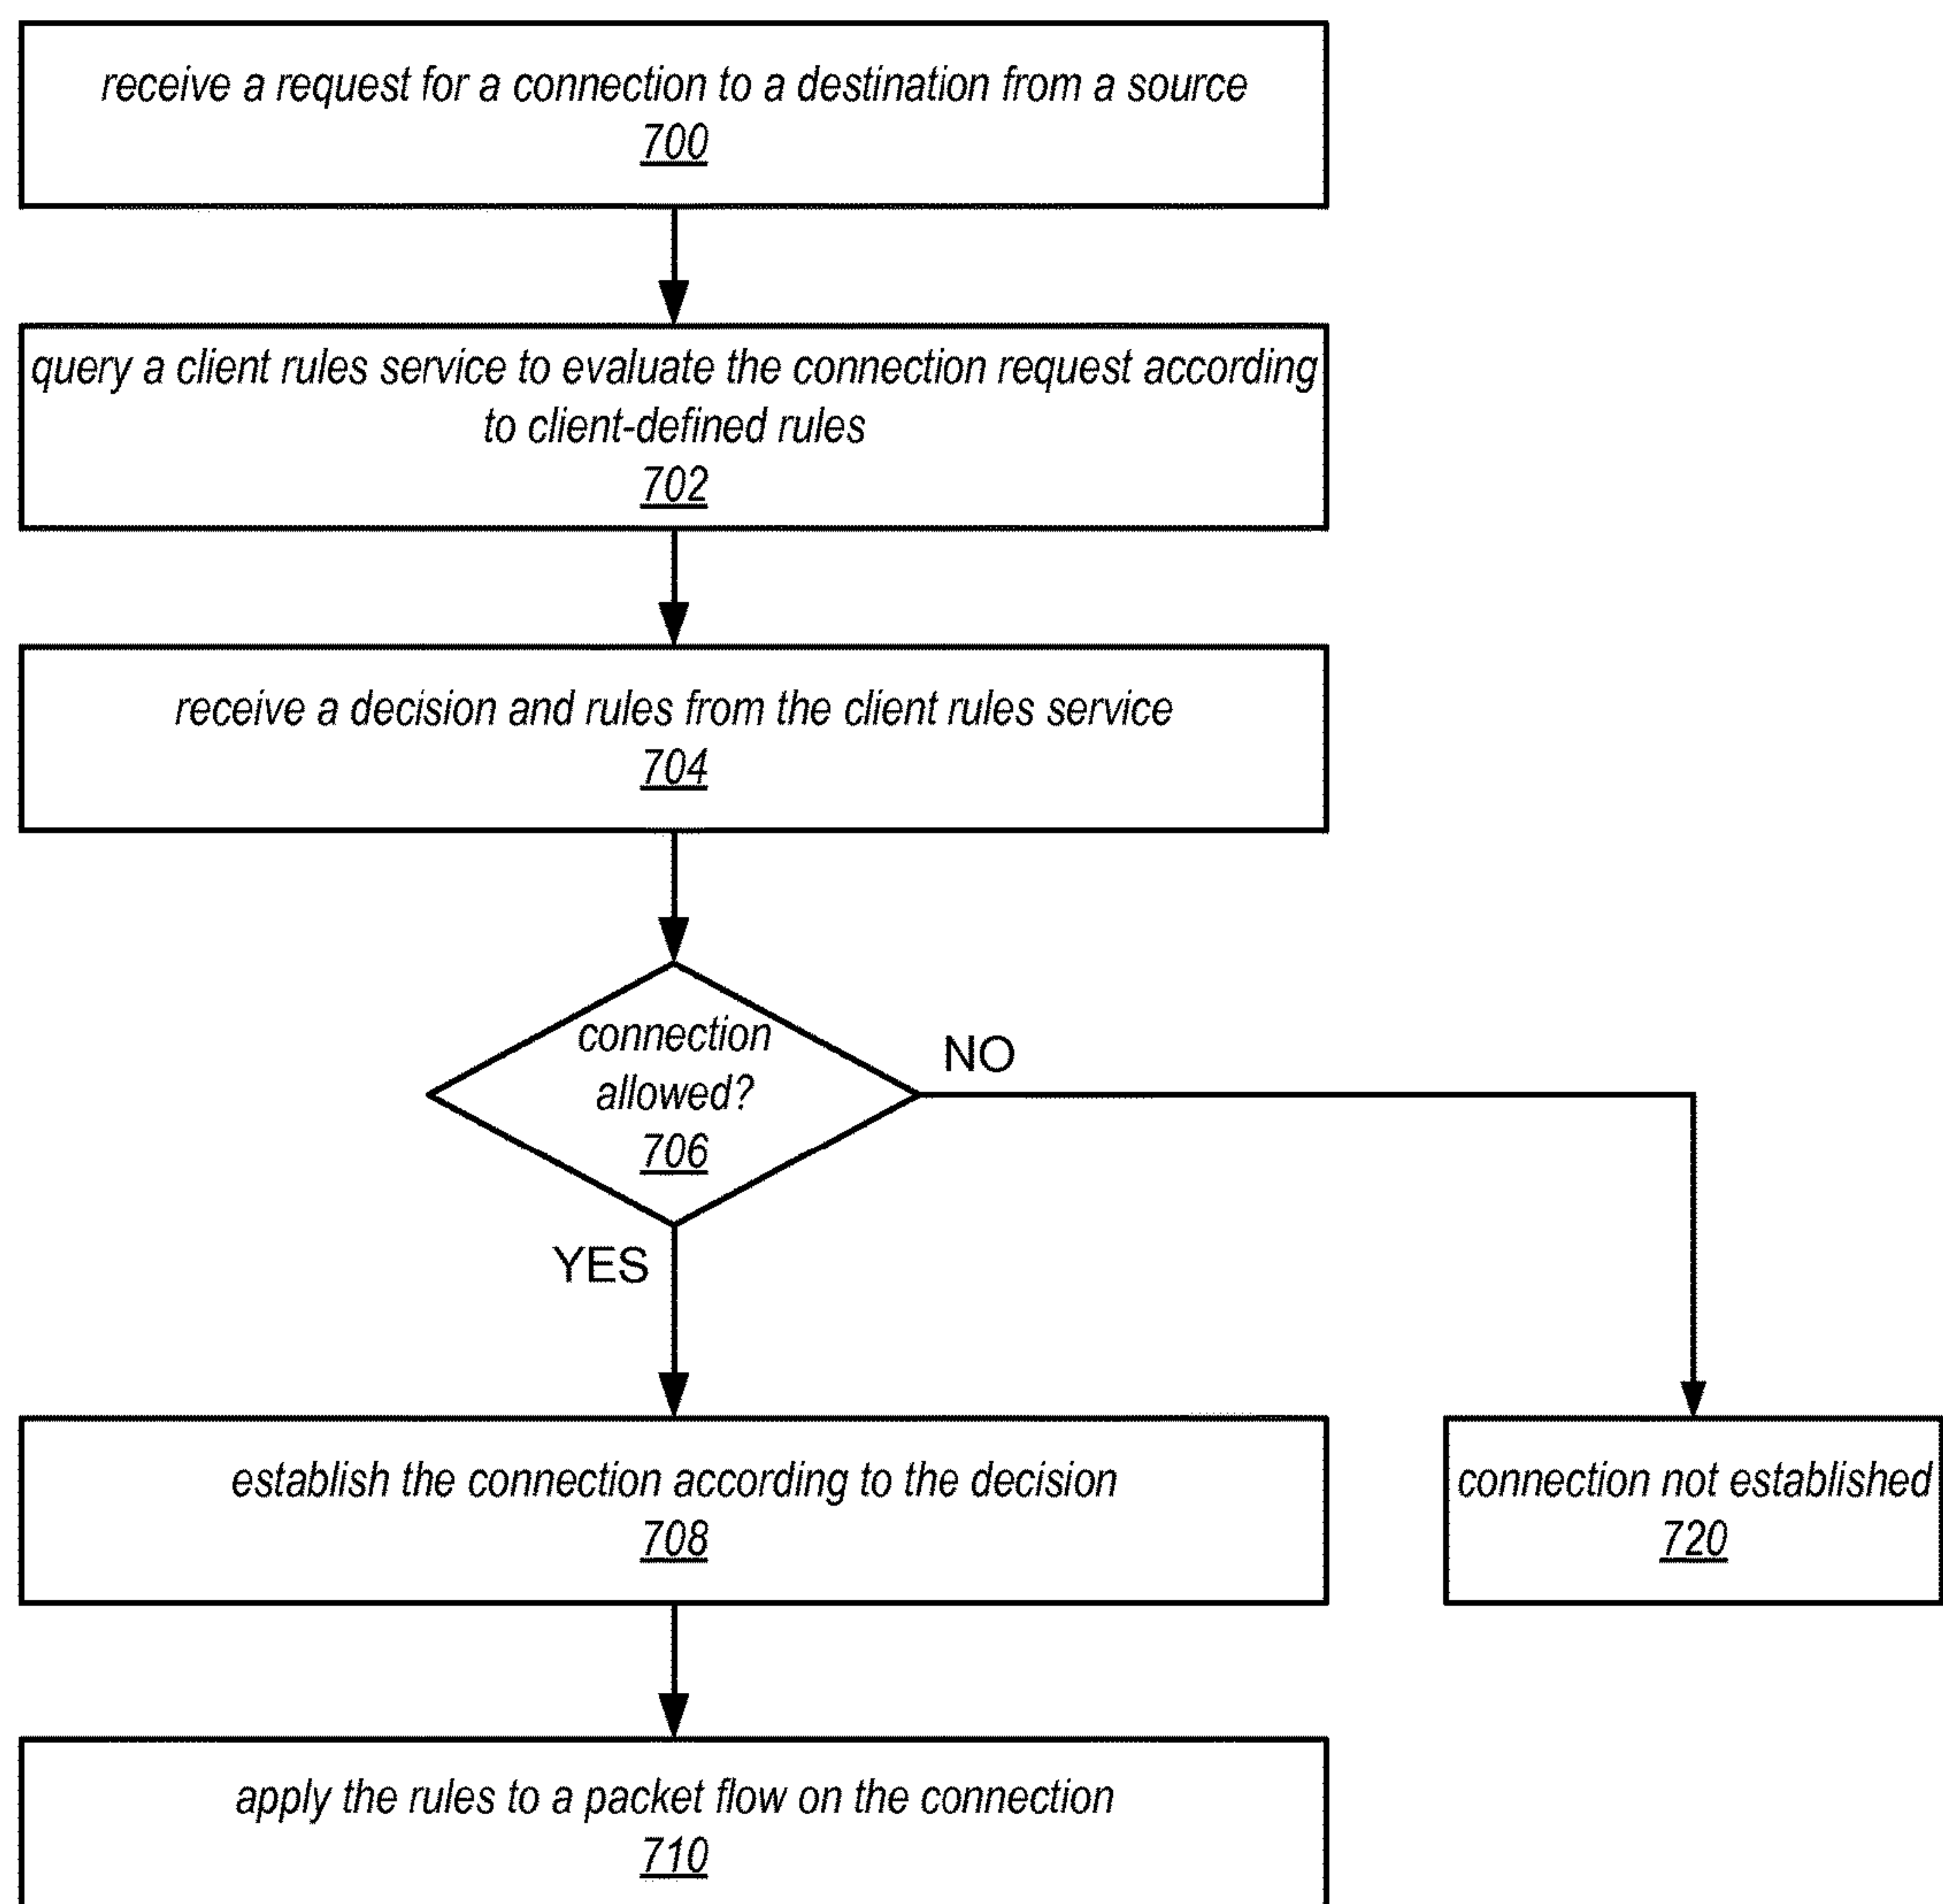 receive a request for a connection to a destination from a source
700
query a client rules service to evaluate the connection request according
to client-defined rules
702
receive a decision and rules from the client rules service
704
connection
allowed?
706
NO
YES
establish the connection according to the decision
708
connection not established
720
apply the rules to a packet flow on the connection
710